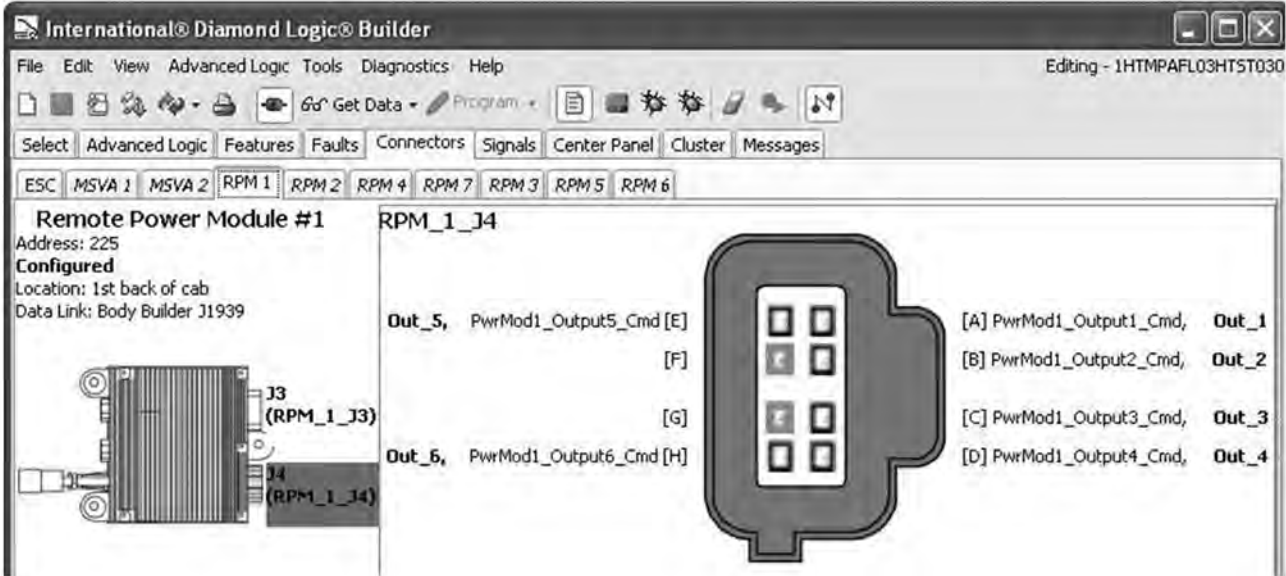 International® Diamond Logic® Builder
File Edit View Advanced Logic Tools Diagnostics Help Editing - 1HTMPAFL03HTST030
Get Data Program
Select Advanced Logic Features Faults Connectors Signals Center Panel Cluster Messages
ESC MSVA 1 MSVA 2 RPM 1 RPM 2 RPM 4 RPM 7 RPM 3 RPM 5 RPM 6
Remote Power Module #1
Address: 225
Configured
Location: 1st back of cab
Data Link: Body Builder J1939
J3
(RPM_1_J3)
J4
(RPM_1_J4)
RPM_1_J4
Out_5, PwrMod1_Output5_Cmd [E] [A] PwrMod1_Output1_Cmd, Out_1
[F] [B] PwrMod1_Output2_Cmd, Out_2
[G] [C] PwrMod1_Output3_Cmd, Out_3
Out_6, PwrMod1_Output6_Cmd [H] [D] PwrMod1_Output4_Cmd, Out_4